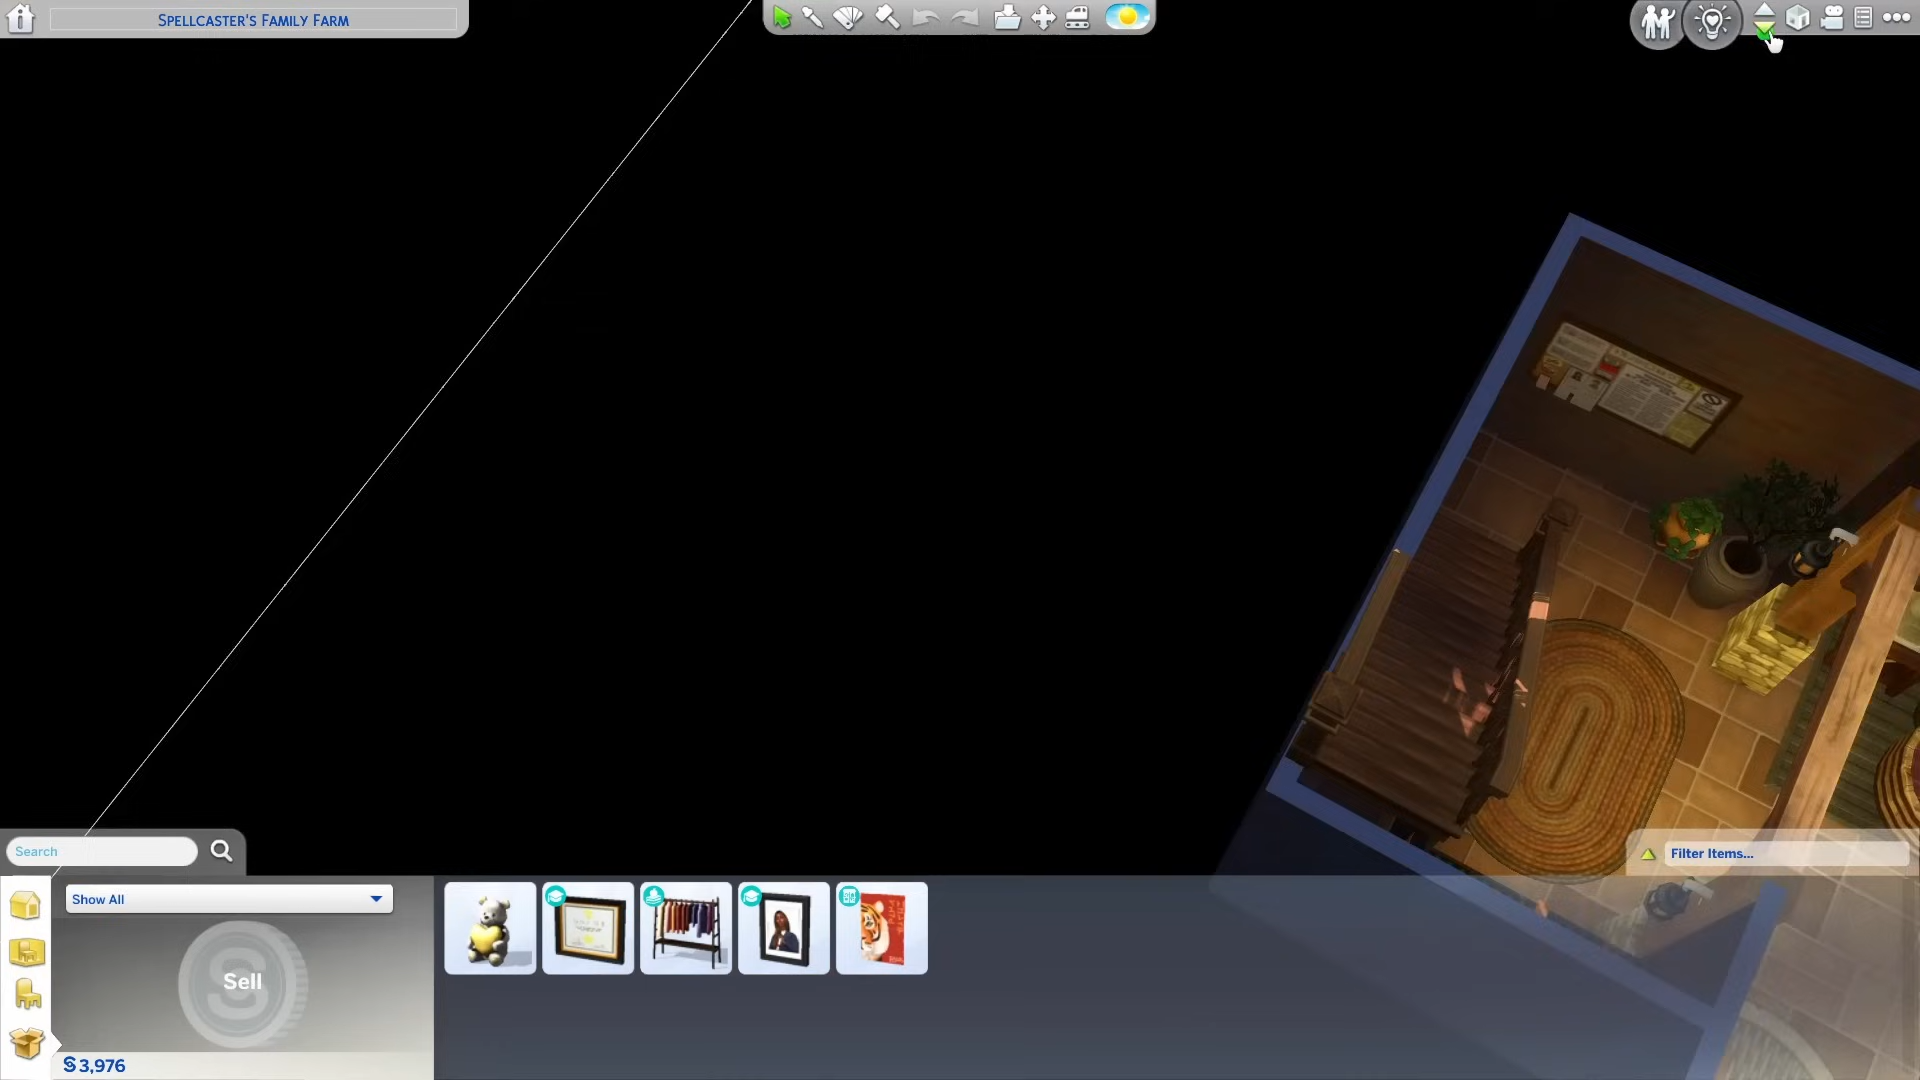 SPELLCASTER'S FAMILY FARM
Search
Filter Items...
Show All
Sell
3,976